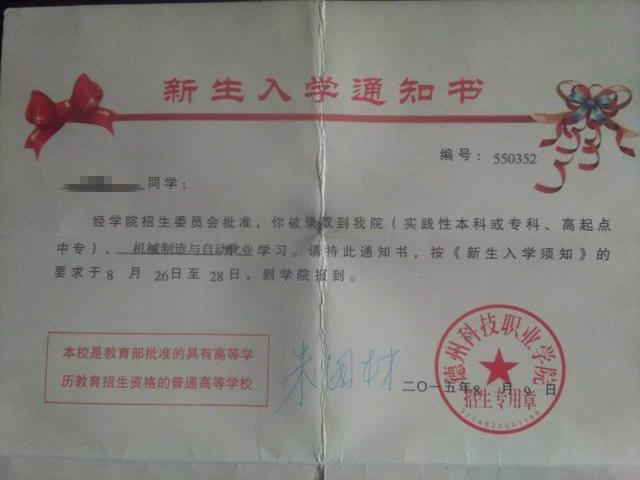 新生入学通知书
编号：550352
同学：
经学院招生委员会批准，你被录取到我院（实践性本科或专科、高起点
中专）、机械制造与自动化业学习。请持此通知书，按《新生入学须知》的
要求于8月26日至28日，到学院报到。
本校是教育部批准的具有高等学
历教育招生资格的普通高等学校
二〇一五年8月9日
德州科技职业学院
招生专用章